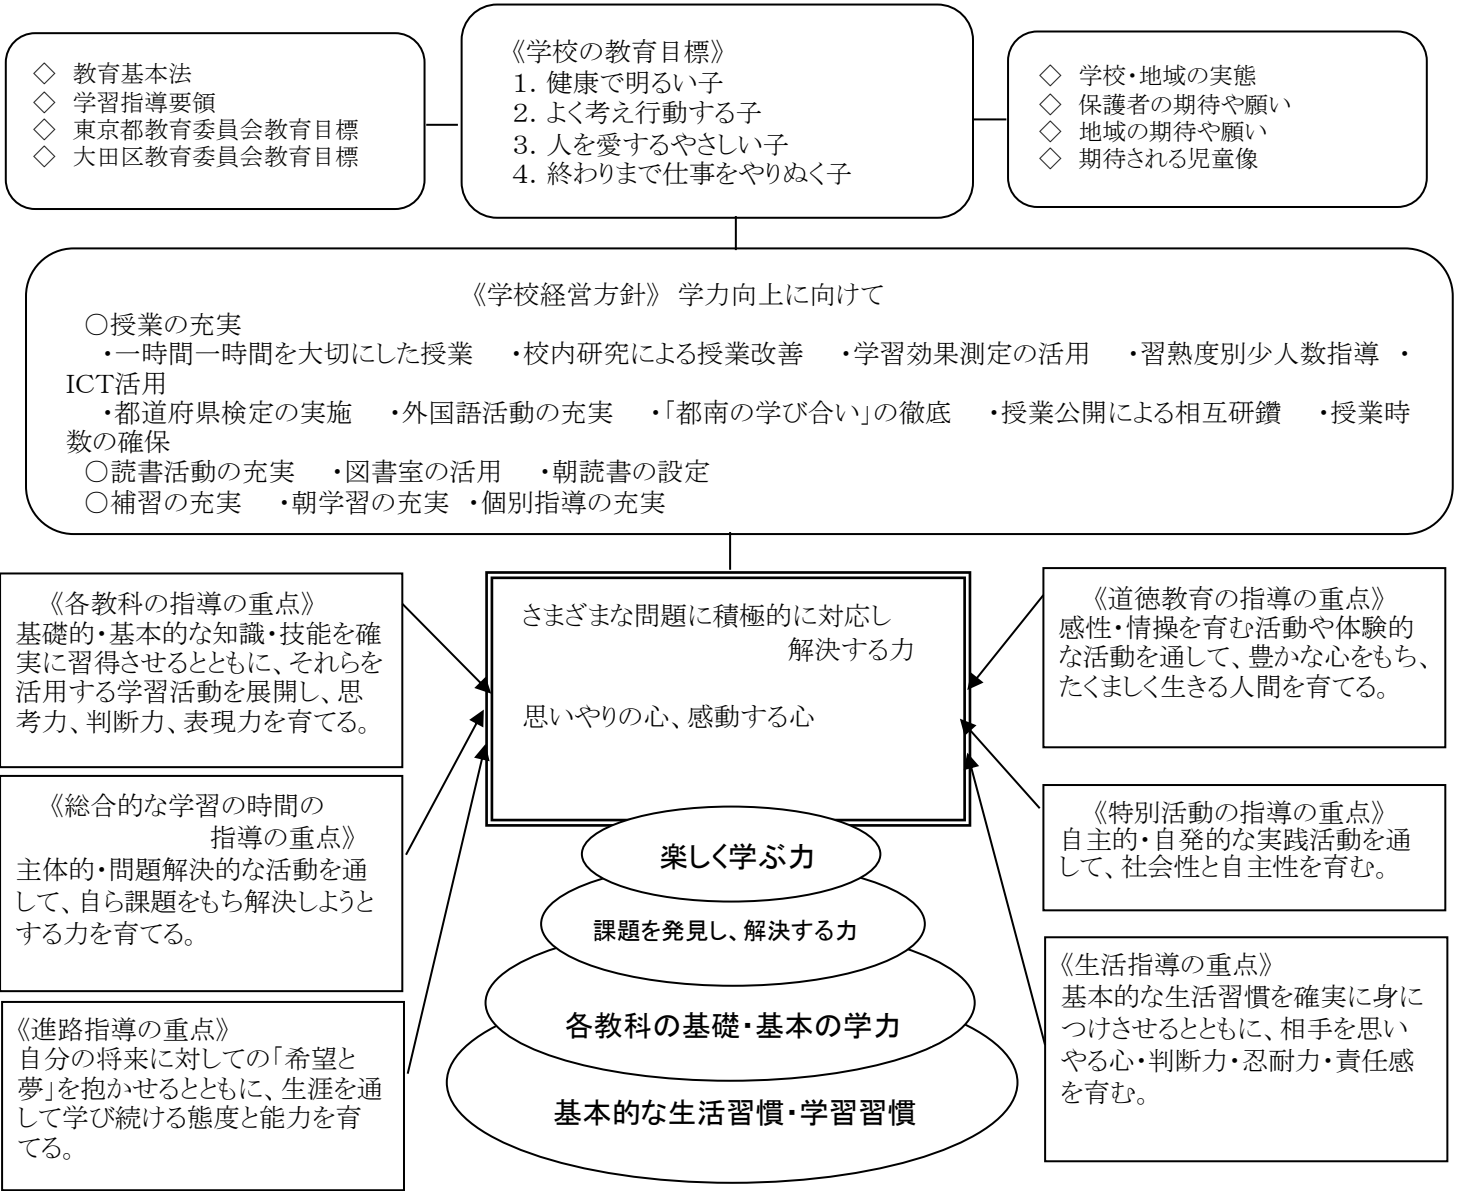 ◇ 教育基本法
◇ 学習指導要領
◇ 東京都教育委員会教育目標
◇ 大田区教育委員会教育目標
《学校の教育目標》
１．健康で明るい子
２．よく考え行動する子
３．人を愛するやさしい子
４．終わりまで仕事をやりぬく子
◇ 学校・地域の実態
◇ 保護者の期待や願い
◇ 地域の期待や願い
◇ 期待される児童像
《学校経営方針》 学力向上に向けて
○授業の充実
・一時間一時間を大切にした授業 ・校内研究による授業改善 ・学習効果測定の活用 ・習熟度別少人数指導 ・
ICT活用
・都道府県検定の実施 ・外国語活動の充実 ・「都南の学び合い」の徹底 ・授業公開による相互研鑽 ・授業時
数の確保
○読書活動の充実 ・図書室の活用 ・朝読書の設定
○補習の充実 ・朝学習の充実 ・個別指導の充実
《各教科の指導の重点》
基礎的・基本的な知識・技能を確
実に習得させるとともに、それらを
活用する学習活動を展開し、思
考力、判断力、表現力を育てる。
《総合的な学習の時間の
指導の重点》
主体的・問題解決的な活動を通
して、自ら課題をもち解決しようと
する力を育てる。
《進路指導の重点》
自分の将来に対しての「希望と
夢」を抱かせるとともに、生涯を通
して学び続ける態度と能力を育
てる。
さまざまな問題に積極的に対応し
解決する力
思いやりの心、感動する心
楽しく学ぶ力
課題を発見し、解決する力
各教科の基礎・基本の学力
基本的な生活習慣・学習習慣
《道徳教育の指導の重点》
感性・情操を育む活動や体験的
な活動を通して、豊かな心をもち、
たくましく生きる人間を育てる。
《特別活動の指導の重点》
自主的・自発的な実践活動を通
して、社会性と自主性を育む。
《生活指導の重点》
基本的な生活習慣を確実に身に
つけさせるとともに、相手を思い
やる心・判断力・忍耐力・責任感
を育む。